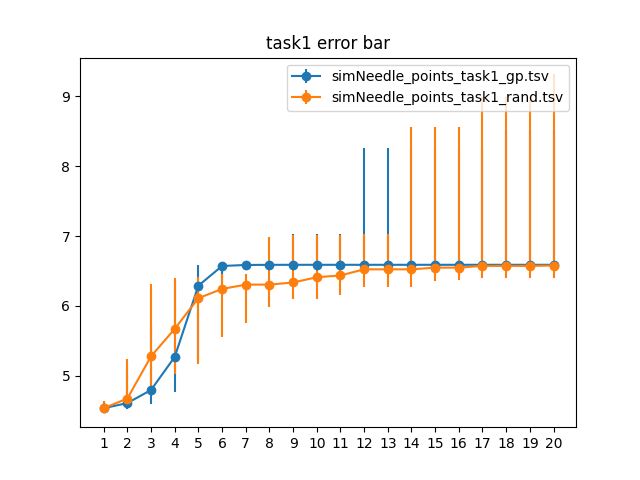 task1 error bar
simNeedle_points_task1_gp.tsv
simNeedle_points_task1_rand.tsv
9
8
7
6
5
1 2 3 4 5 6 7 8 9 10 11 12 13 14 15 16 17 18 19 20